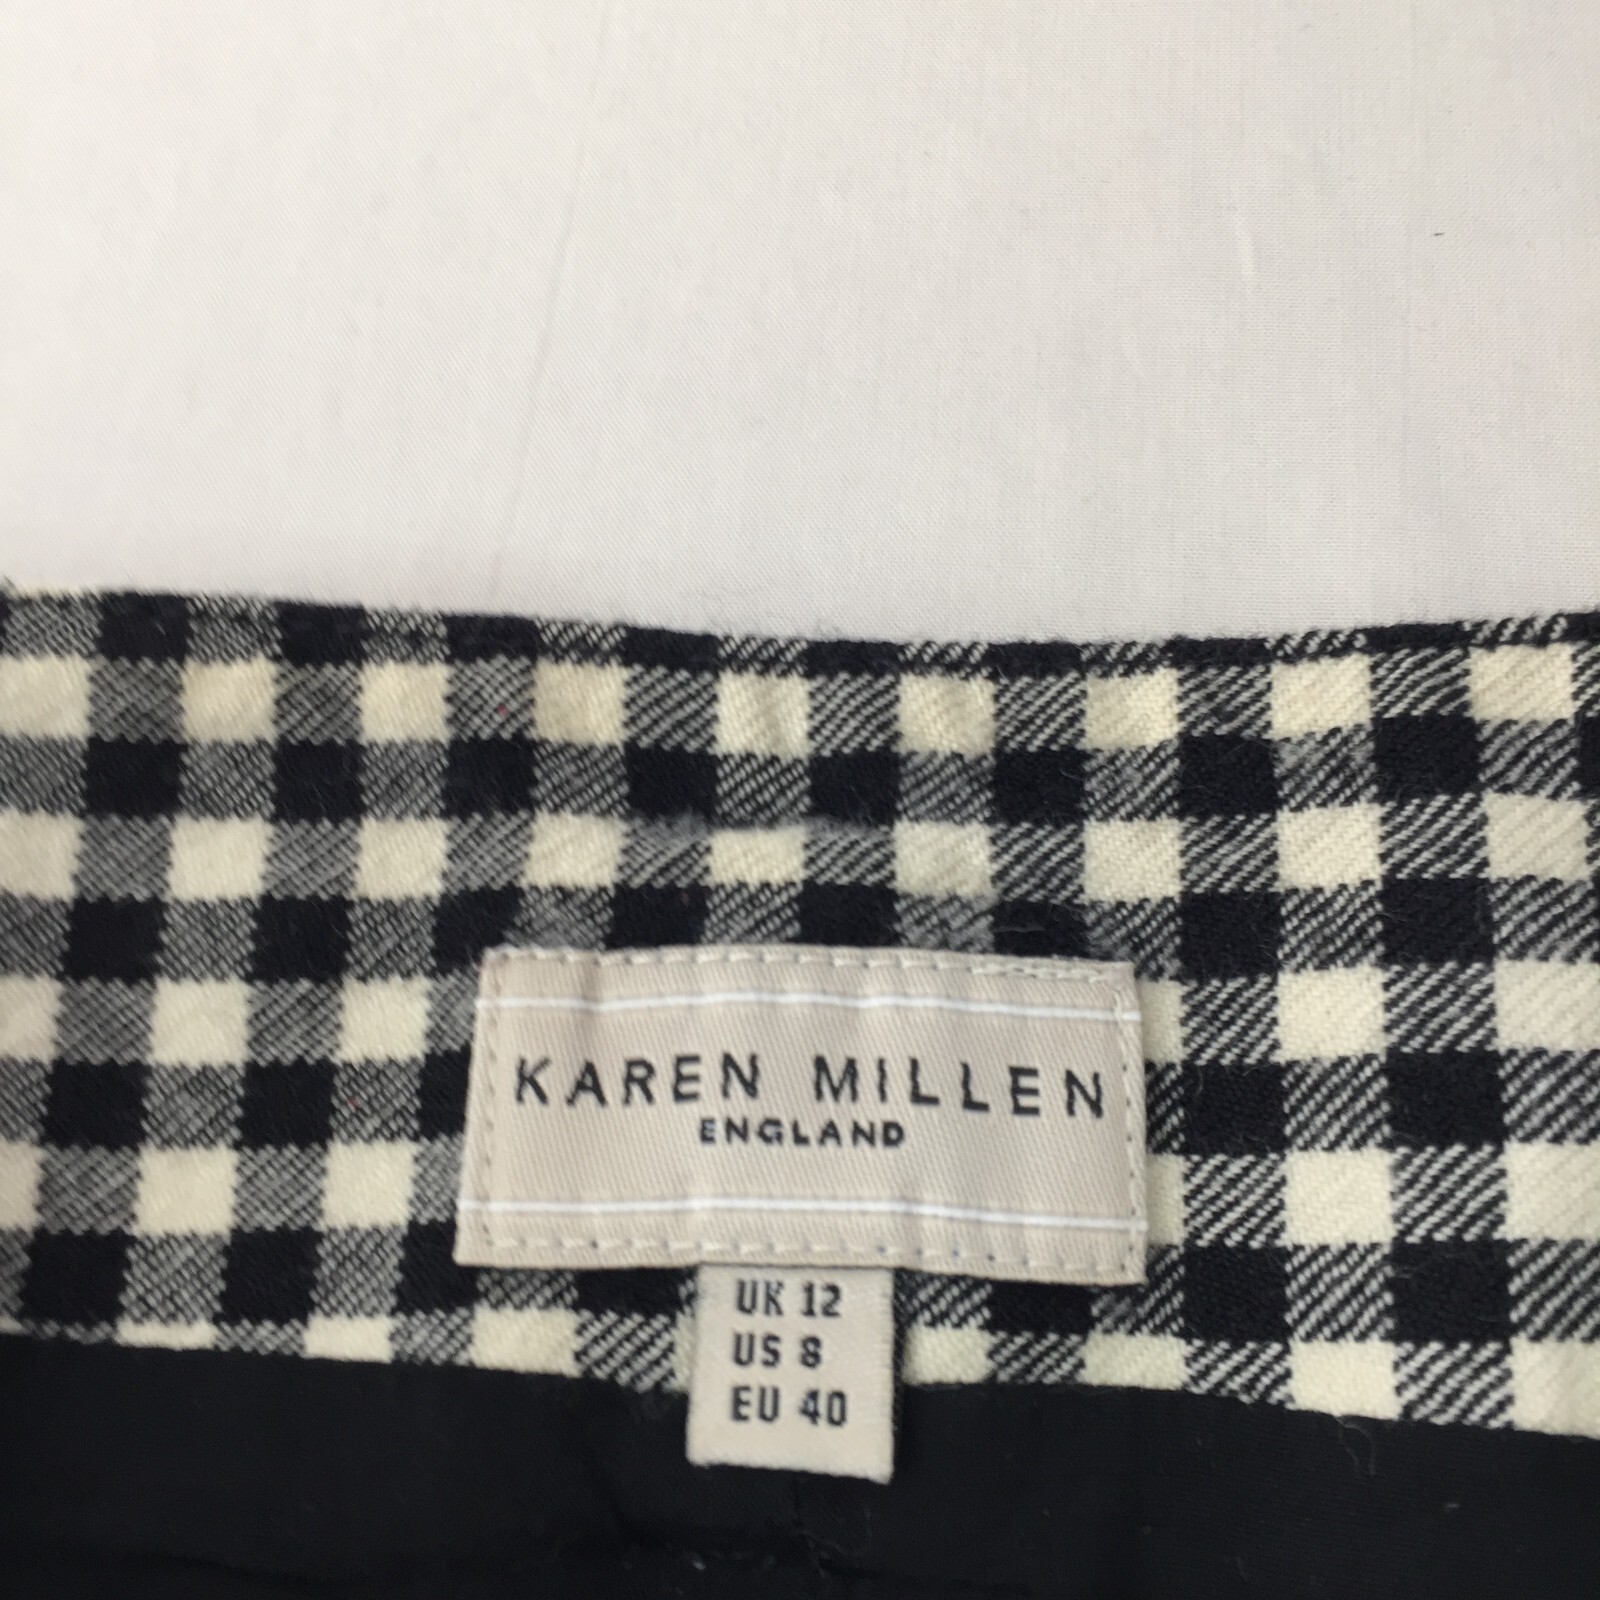 KAREN MILLEN
ENGLAND
UK 12
US 8
EU 40